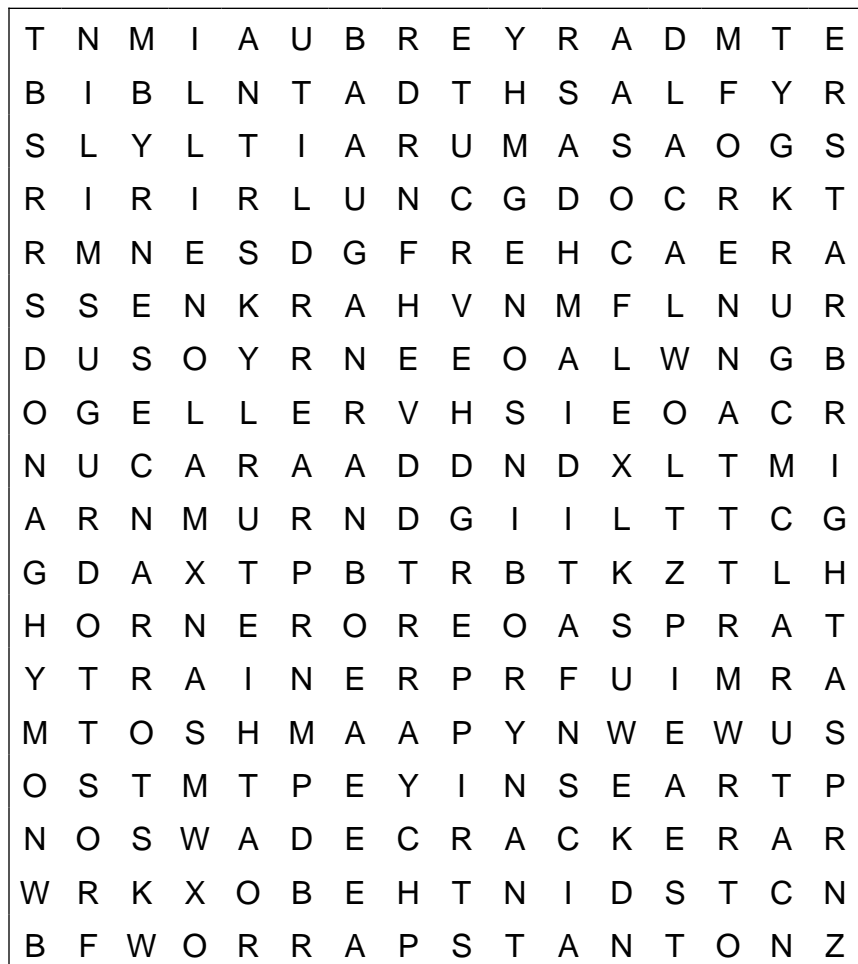 T N M I A U B R E Y R A D M T E
B I B L N T A D T H S A L F Y R
S L Y L T I A R U M A S A O G S
R I R I R L U N C G D O C R K T
R M N E S D G F R E H C A E R A
S S E N K R A H V N M F L N U R
D U S O Y R N E E O A L W N G B
O G E L L E R V H S I E O A C R
N U C A R A A D D N D X L T M I
A R N M U R N D G I I L T T C G
G D A X T P B T R B T K Z T L H
H O R N E R O R E O A S P R A T
Y T R A I N E R P R F U I M R A
M T O S H M A A P Y N W E W U S
O S T M T P E Y I N S E A R T P
N O S W A D E C R A C K E R A R
W R K X O B E H T N I D S T C N
B F W O R R A P S T A N T O N Z